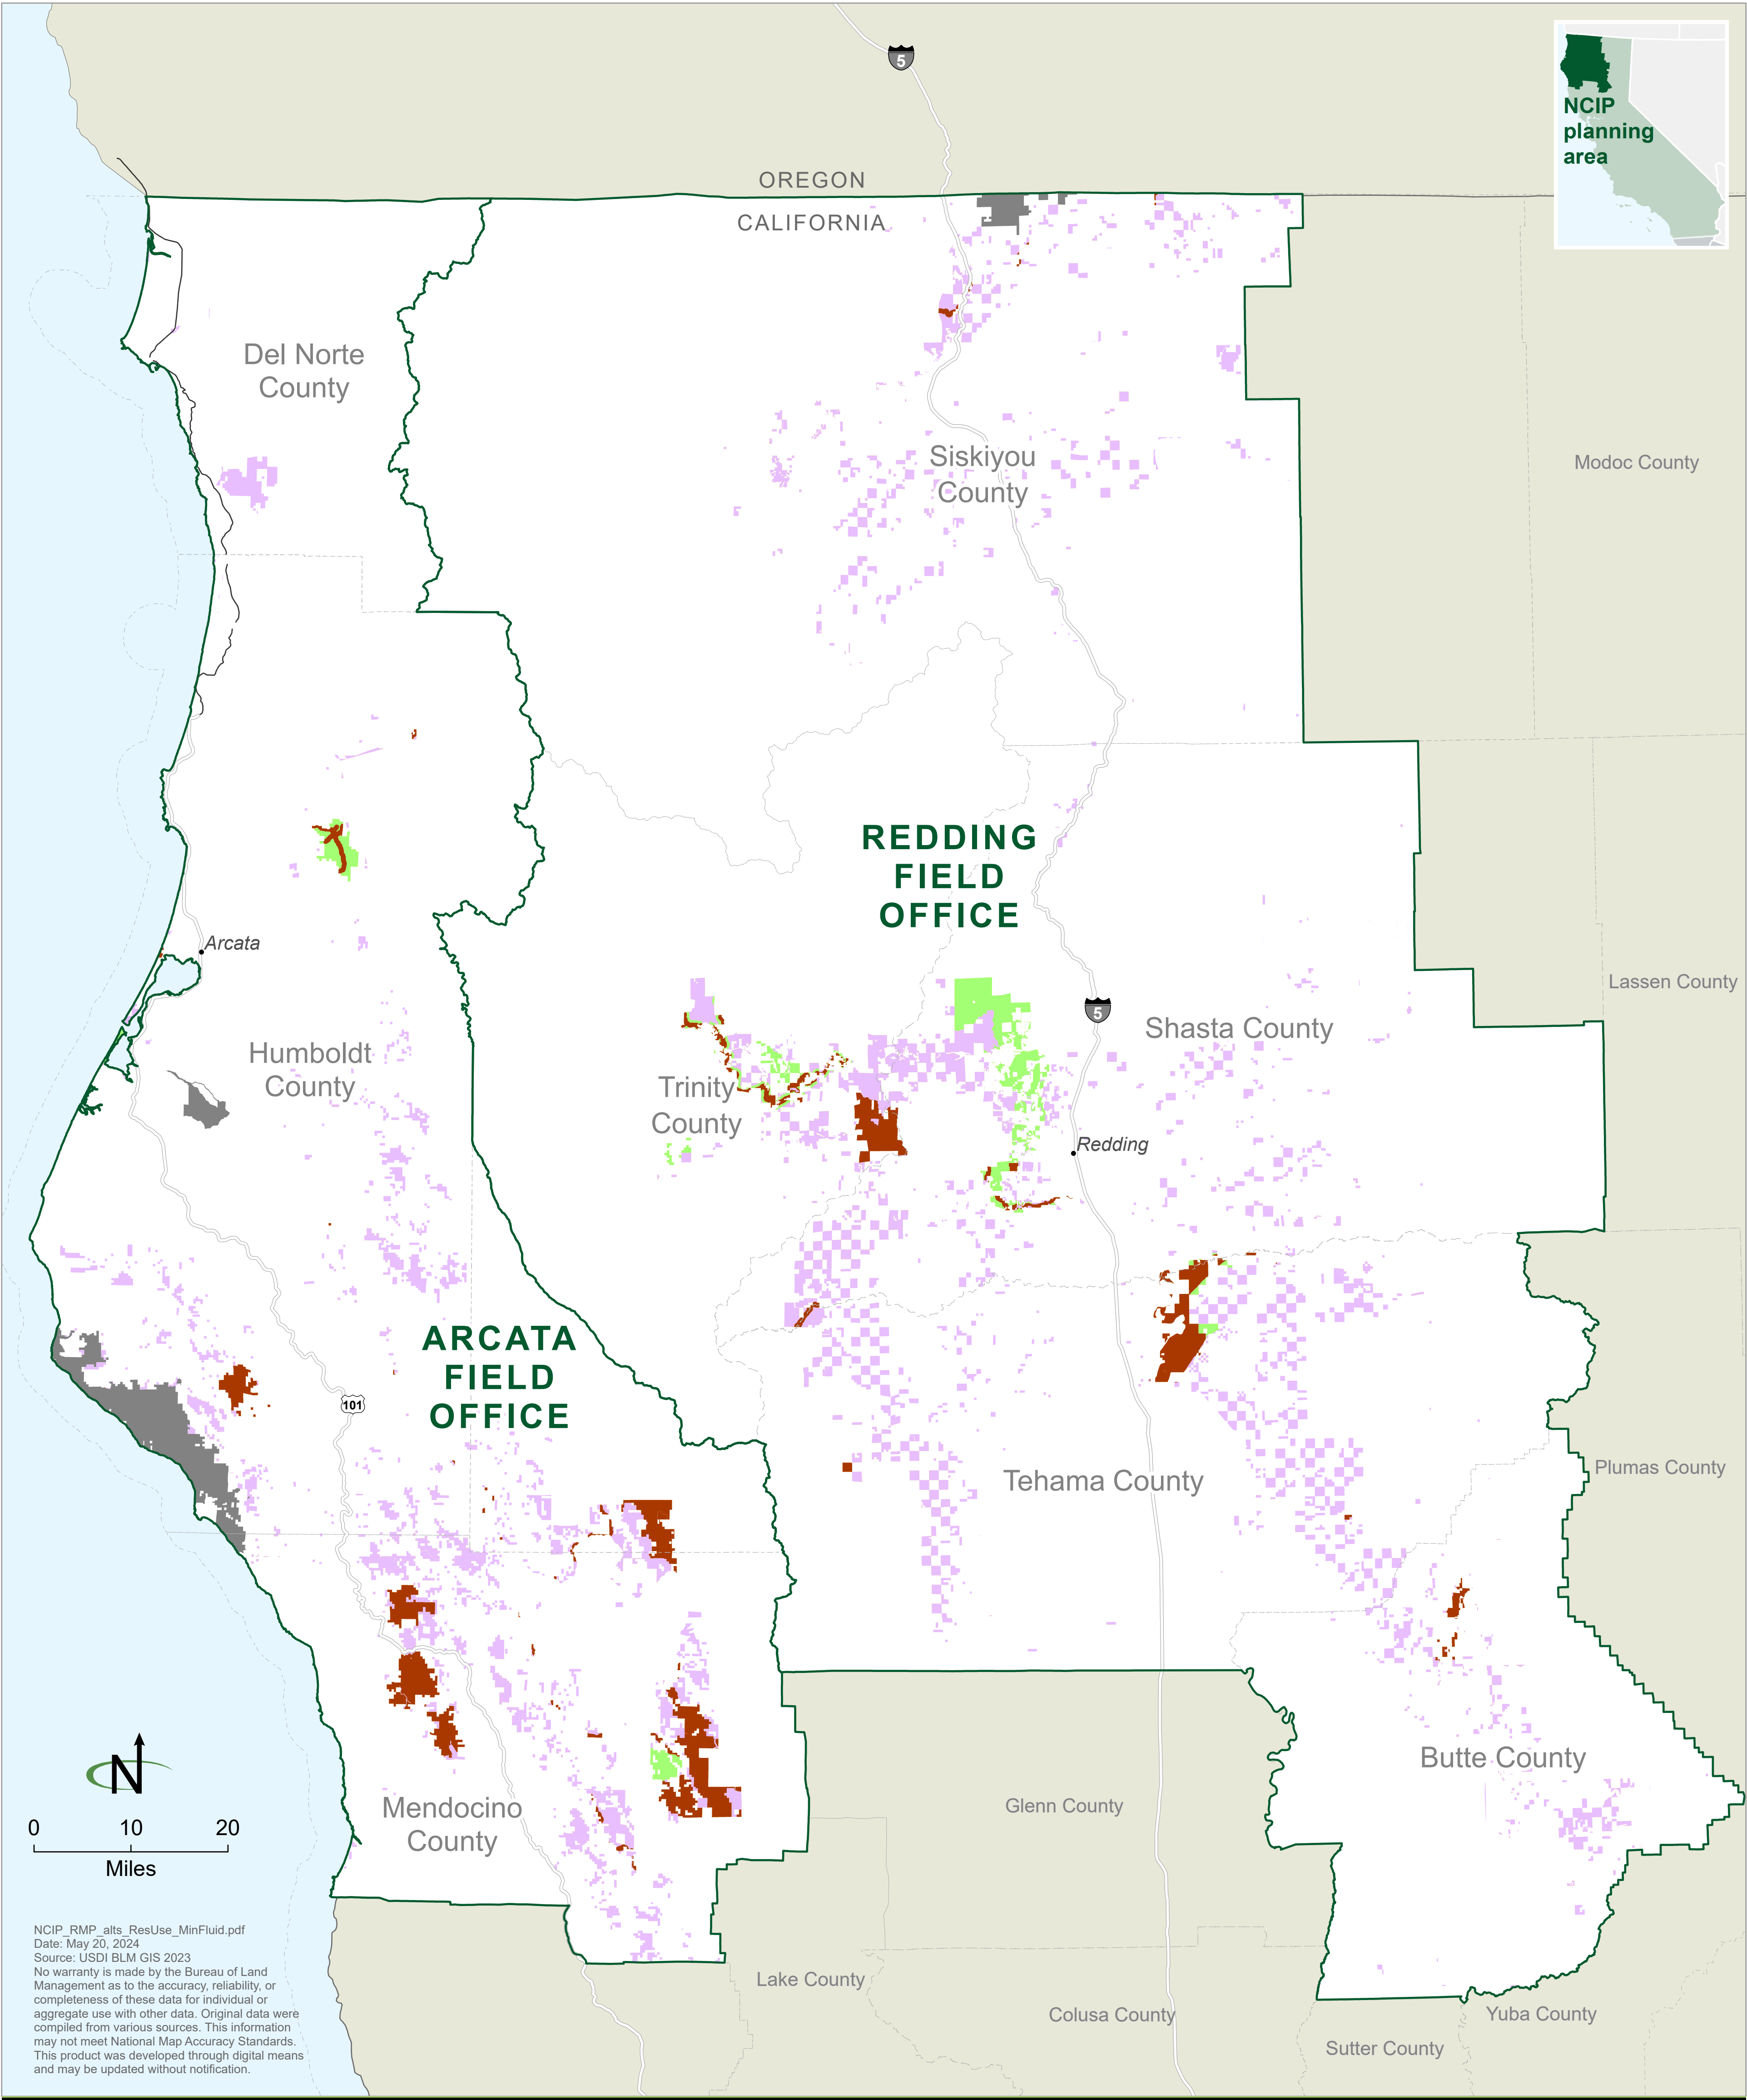 5
NCIP
planning
area
OREGON
CALIFORNIA
Del Norte
County
Siskiyou
County
Modoc County
REDDING
FIELD
OFFICE
Arcata
Lassen County
5
Shasta County
Humboldt
County
Trinity
County
Redding
ARCATA
FIELD
OFFICE
101
Tehama County
Plumas County
N
Butte County
Mendocino
County
Glenn County
0 10 20
Miles
NCIP_RMP_alts_ResUse_MinFluid.pdf
Date: May 20, 2024
Source: USDI BLM GIS 2023
No warranty is made by the Bureau of Land
Management as to the accuracy, reliability, or
completeness of these data for individual or
aggregate use with other data. Original data were
compiled from various sources. This information
may not meet National Map Accuracy Standards.
This product was developed through digital means
and may be updated without notification.
Lake County
Colusa County
Yuba County
Sutter County